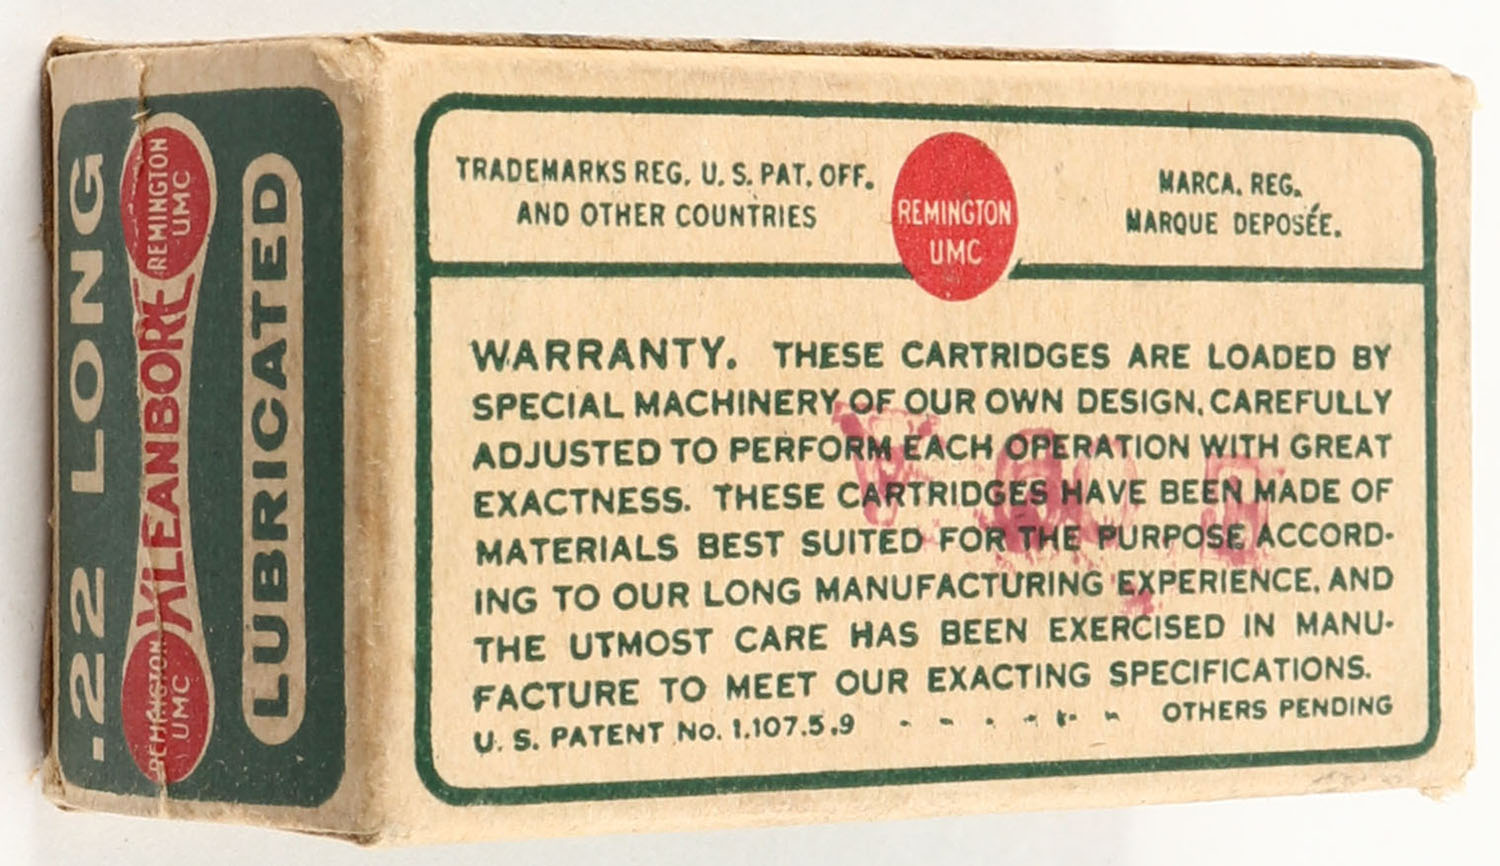 .22 LONG
REMINGTON
UMC
KLEANBORE
REMINGTON
UMC
LUBRICATED
TRADEMARKS REG. U. S. PAT. OFF.
AND OTHER COUNTRIES
REMINGTON
UMC
MARCA. REG.
MARQUE DEPOSÉE.
WARRANTY. THESE CARTRIDGES ARE LOADED BY
SPECIAL MACHINERY OF OUR OWN DESIGN, CAREFULLY
ADJUSTED TO PERFORM EACH OPERATION WITH GREAT
EXACTNESS. THESE CARTRIDGES HAVE BEEN MADE OF
MATERIALS BEST SUITED FOR THE PURPOSE ACCORD-
ING TO OUR LONG MANUFACTURING EXPERIENCE, AND
THE UTMOST CARE HAS BEEN EXERCISED IN MANU-
FACTURE TO MEET OUR EXACTING SPECIFICATIONS.
U. S. PATENT No. OTHERS PENDING